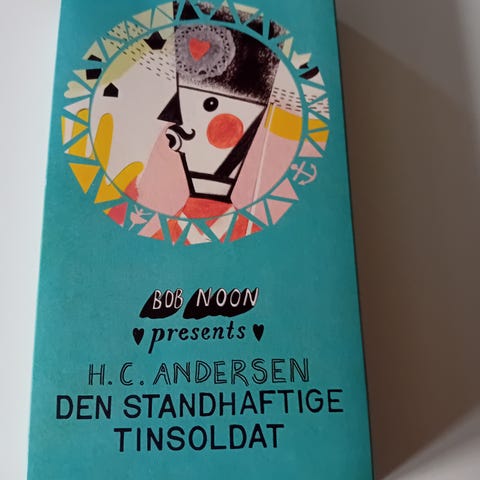 BOB NOON
presents
H. C. ANDERSEN
DEN STANDHAFTIGE
TINSOLDAT